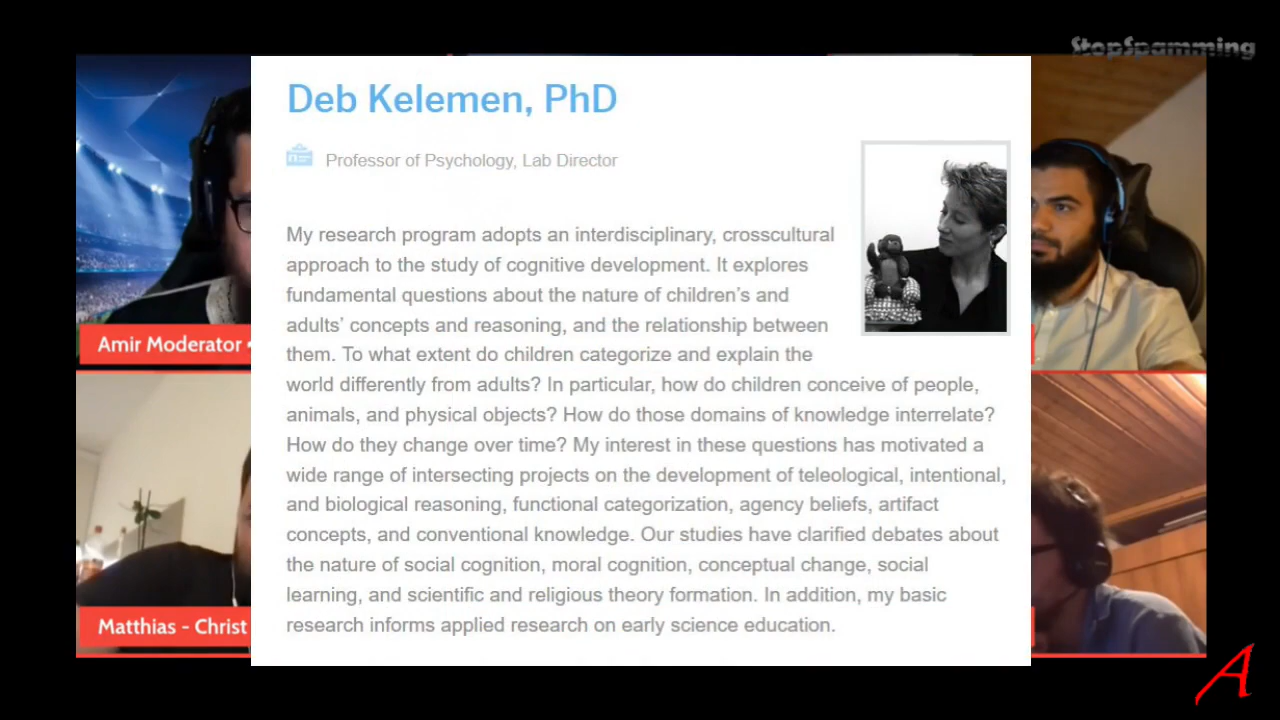 StopSpamming
Deb Kelemen, PhD
Professor of Psychology, Lab Director
My research program adopts an interdisciplinary, crosscultural
approach to the study of cognitive development. It explores
fundamental questions about the nature of children’s and
adults’ concepts and reasoning, and the relationship between
them. To what extent do children categorize and explain the
world differently from adults? In particular, how do children conceive of people,
animals, and physical objects? How do those domains of knowledge interrelate?
How do they change over time? My interest in these questions has motivated a
wide range of intersecting projects on the development of teleological, intentional,
and biological reasoning, functional categorization, agency beliefs, artifact
concepts, and conventional knowledge. Our studies have clarified debates about
the nature of social cognition, moral cognition, conceptual change, social
learning, and scientific and religious theory formation. In addition, my basic
research informs applied research on early science education.
Amir Moderator
Matthias - Christ
A